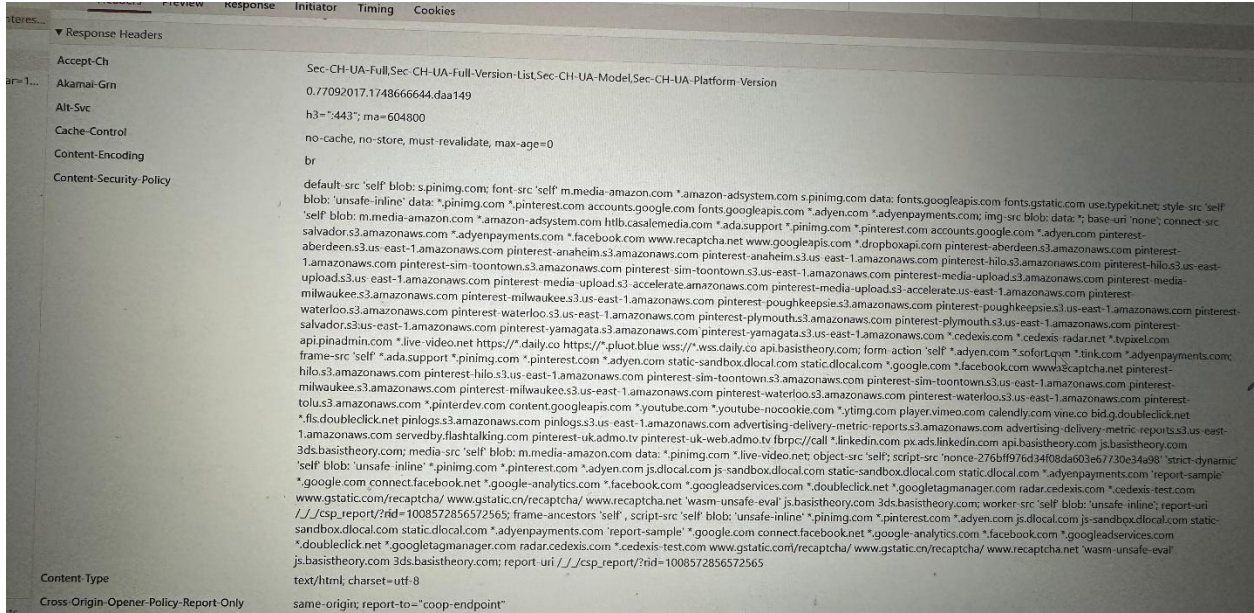 Preview
Response
Initiator
Timing
Cookies
▼ Response Headers
Accept-Ch
Sec-CH-UA-Full,Sec-CH-UA-Full-Version-List,Sec-CH-UA-Model,Sec-CH-UA-Platform-Version
Akamai-Grn
0.77092017.1748666644.daa149
Alt-Svc
h3=":443"; ma=604800
Cache-Control
no-cache, no-store, must-revalidate, max-age=0
Content-Encoding
br
Content-Security-Policy
default-src 'self' blob: s.pinimg.com; font-src 'self' m.media-amazon.com *.amazon-adsystem.com s.pinimg.com data: fonts.googleapis.com fonts.gstatic.com use.typekit.net; style-src 'self'
blob: 'unsafe-inline' data: *.pinimg.com *.pinterest.com accounts.google.com fonts.googleapis.com *.adyen.com *.adyenpayments.com; img-src blob: data: *; base-uri 'none'; connect-src
'self' blob: m.media-amazon.com *.amazon-adsystem.com htlb.casalemedia.com *.ada.support *.pinimg.com *.pinterest.com accounts.google.com *.adyen.com pinterest-
salvador.s3.amazonaws.com *.adyenpayments.com *.facebook.com www.recaptcha.net www.googleapis.com *.dropboxapi.com pinterest-aberdeen.s3.amazonaws.com pinterest-
aberdeen.s3.us-east-1.amazonaws.com pinterest-anaheim.s3.amazonaws.com pinterest-anaheim.s3.us-east-1.amazonaws.com pinterest-hilo.s3.amazonaws.com pinterest-hilo.s3.us-east-
1.amazonaws.com pinterest-sim-toontown.s3.amazonaws.com pinterest-sim-toontown.s3.us-east-1.amazonaws.com pinterest-media-upload.s3.amazonaws.com pinterest-media-
upload.s3.us-east-1.amazonaws.com pinterest-media-upload.s3-accelerate.amazonaws.com pinterest-media-upload.s3-accelerate.us-east-1.amazonaws.com pinterest-
milwaukee.s3.amazonaws.com pinterest-milwaukee.s3.us-east-1.amazonaws.com pinterest-poughkeepsie.s3.amazonaws.com pinterest-poughkeepsie.s3.us-east-1.amazonaws.com pinterest-
waterloo.s3.amazonaws.com pinterest-waterloo.s3.us-east-1.amazonaws.com pinterest-plymouth.s3.amazonaws.com pinterest-plymouth.s3.us-east-1.amazonaws.com pinterest-
salvador.s3.us-east-1.amazonaws.com pinterest-yamagata.s3.amazonaws.com pinterest-yamagata.s3.us-east-1.amazonaws.com *.cedexis.com *.cedexis-radar.net *.tvpixel.com
api.pinadmin.com *.live-video.net https://*.daily.co https://*.pluot.blue wss://*.wss.daily.co api.basistheory.com; form-action 'self' *.adyen.com *.sofort.com *.tink.com *.adyenpayments.com;
frame-src 'self' *.ada.support *.pinimg.com *.pinterest.com *.adyen.com static-sandbox.dlocal.com static.dlocal.com *.google.com *.facebook.com www.recaptcha.net pinterest-
hilo.s3.amazonaws.com pinterest-hilo.s3.us-east-1.amazonaws.com pinterest-sim-toontown.s3.amazonaws.com pinterest-sim-toontown.s3.us-east-1.amazonaws.com pinterest-
milwaukee.s3.amazonaws.com pinterest-milwaukee.s3.us-east-1.amazonaws.com pinterest-waterloo.s3.amazonaws.com pinterest-waterloo.s3.us-east-1.amazonaws.com pinterest-
tolu.s3.amazonaws.com *.pinterdev.com content.googleapis.com *.youtube.com *.youtube-nocookie.com *.ytimg.com player.vimeo.com calendly.com vine.co bid.g.doubleclick.net
*.fls.doubleclick.net pinlogs.s3.amazonaws.com pinlogs.s3.us-east-1.amazonaws.com advertising-delivery-metric-reports.s3.amazonaws.com advertising-delivery-metric-reports.s3.us-east-
1.amazonaws.com servedby.flashtalking.com pinterest-uk.admo.tv pinterest-uk-web.admo.tv fbrpc://call *.linkedin.com px.ads.linkedin.com api.basistheory.com js.basistheory.com
3ds.basistheory.com; media-src 'self' blob: m.media-amazon.com data: *.pinimg.com *.live-video.net; object-src 'self'; script-src 'nonce-276bff976d34f08da603e67730e34a98' 'strict-dynamic'
'self' blob: 'unsafe-inline' *.pinimg.com *.pinterest.com *.adyen.com js.dlocal.com js-sandbox.dlocal.com static-sandbox.dlocal.com static.dlocal.com *.adyenpayments.com 'report-sample'
*.google.com connect.facebook.net *.google-analytics.com *.facebook.com *.googleadservices.com *.doubleclick.net *.googletagmanager.com radar.cedexis.com *.cedexis-test.com
www.gstatic.com/recaptcha/ www.gstatic.cn/recaptcha/ www.recaptcha.net 'wasm-unsafe-eval' js.basistheory.com 3ds.basistheory.com; worker-src 'self' blob: 'unsafe-inline'; report-uri
/_/_/csp_report/?rid=1008572856572565; frame-ancestors 'self' , script-src 'self' blob: 'unsafe-inline' *.pinimg.com *.pinterest.com *.adyen.com js.dlocal.com js-sandbox.dlocal.com static-
sandbox.dlocal.com static.dlocal.com *.adyenpayments.com 'report-sample' *.google.com connect.facebook.net *.google-analytics.com *.facebook.com *.googleadservices.com
*.doubleclick.net *.googletagmanager.com radar.cedexis.com *.cedexis-test.com www.gstatic.com/recaptcha/ www.gstatic.cn/recaptcha/ www.recaptcha.net 'wasm-unsafe-eval'
js.basistheory.com 3ds.basistheory.com; report-uri /_/_/csp_report/?rid=1008572856572565
Content-Type
text/html; charset=utf-8
Cross-Origin-Opener-Policy-Report-Only
same-origin; report-to="coop-endpoint"